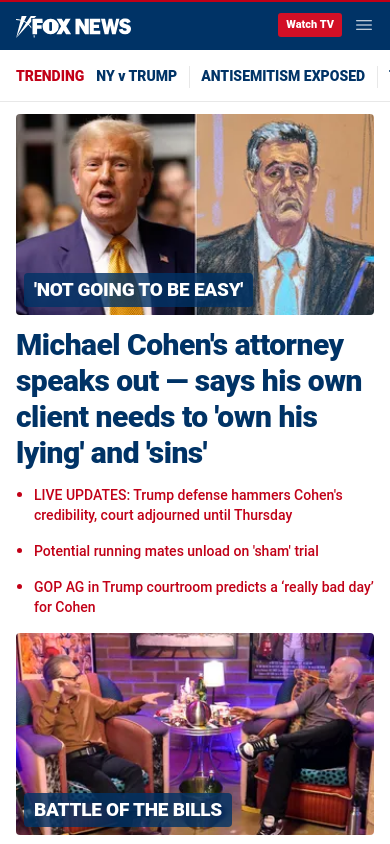 FOX NEWS
Watch TV
TRENDING NY v TRUMP ANTISEMITISM EXPOSED
'NOT GOING TO BE EASY'
Michael Cohen's attorney
speaks out — says his own
client needs to 'own his
lying' and 'sins'
LIVE UPDATES: Trump defense hammers Cohen's
credibility, court adjourned until Thursday
Potential running mates unload on 'sham' trial
GOP AG in Trump courtroom predicts a ‘really bad day’
for Cohen
BATTLE OF THE BILLS